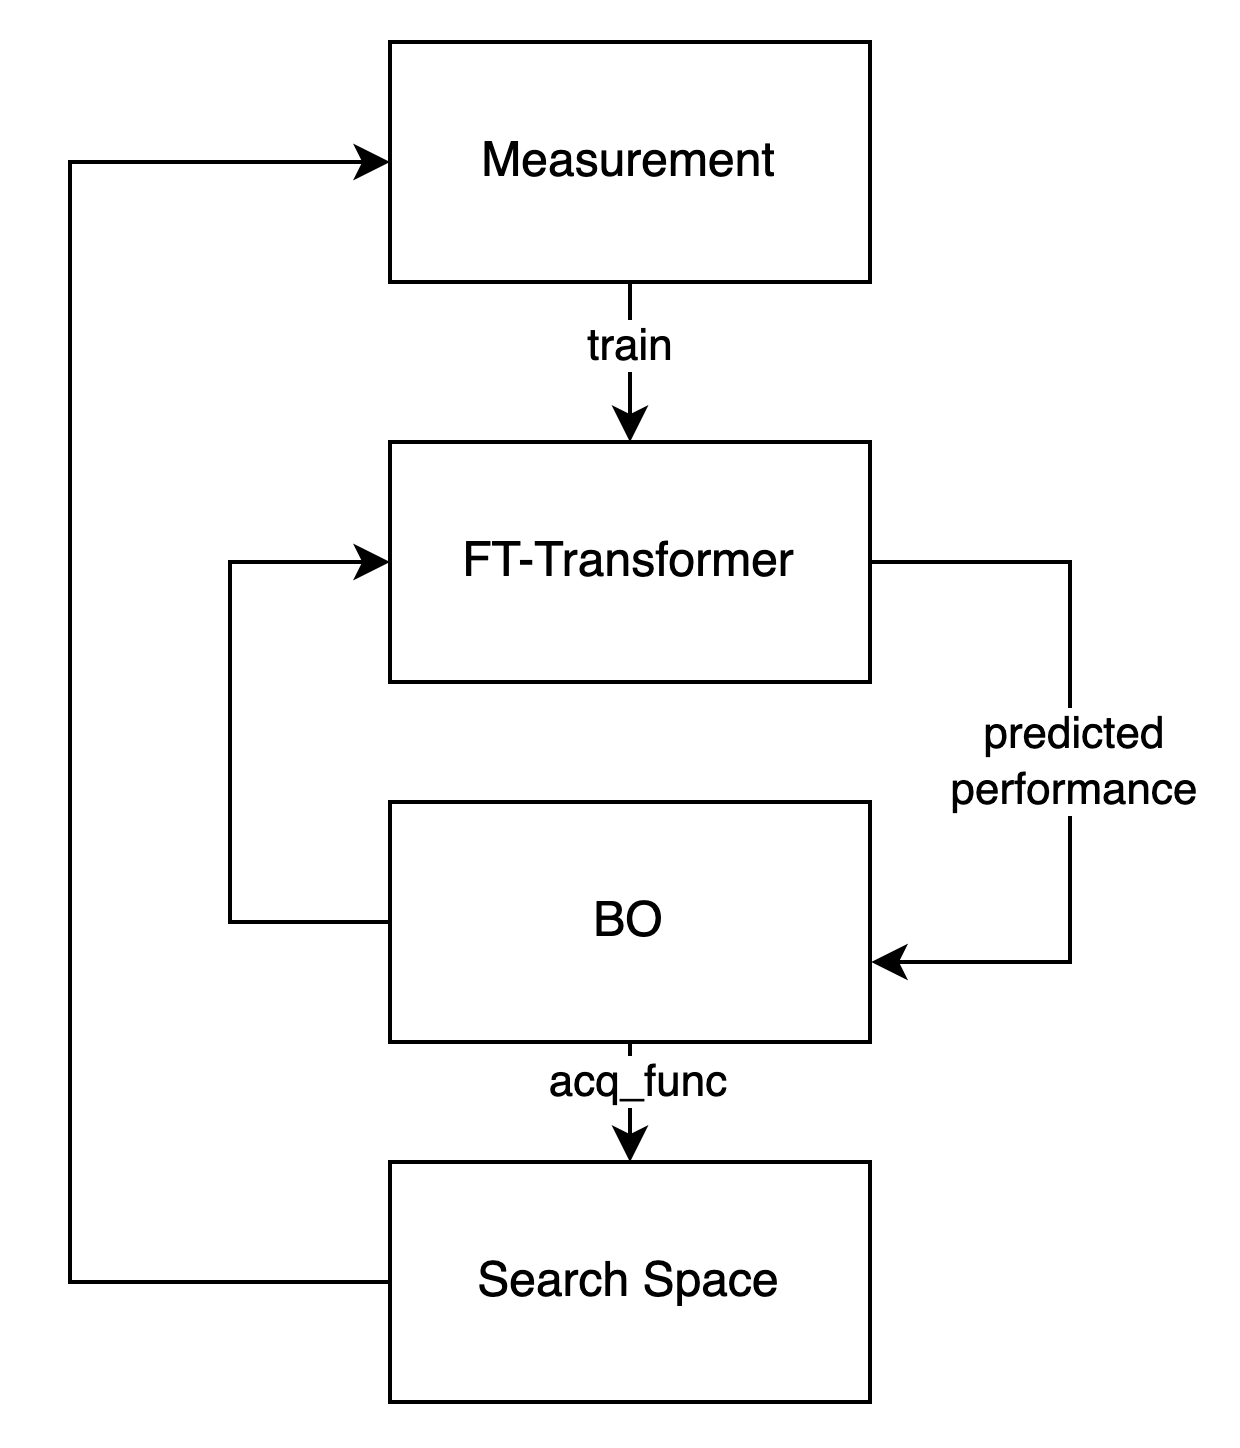 Measurement
train
FT-Transformer
predicted
performance
BO
acq_func
Search Space